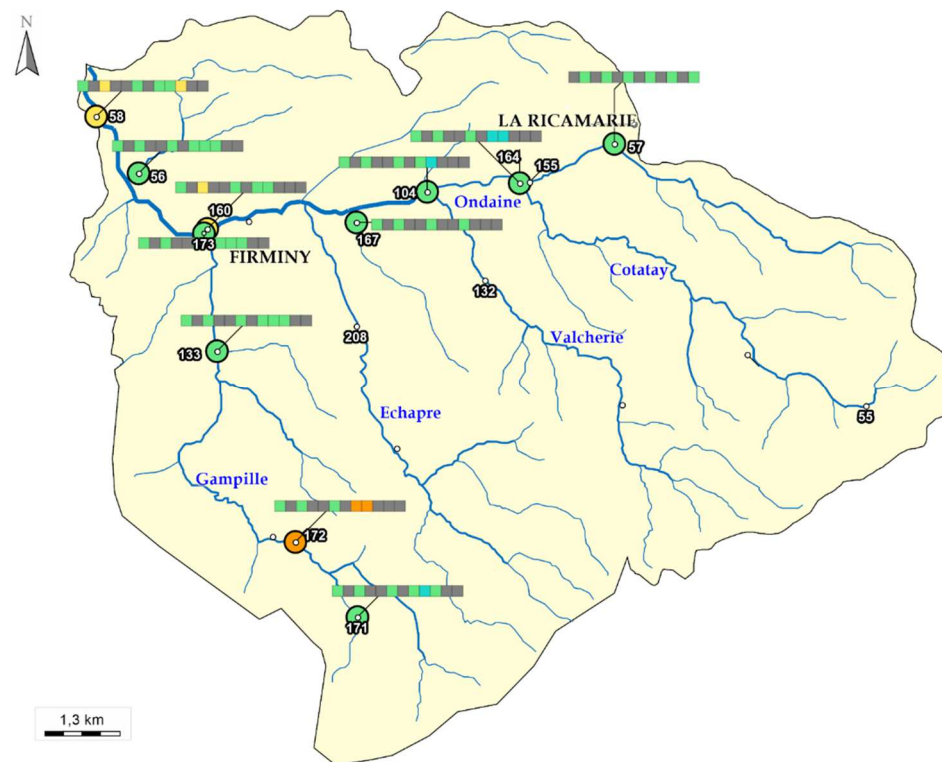 N
58
LA RICAMARIE
57
56
164
155
104
Ondaine
160
167
173
FIRMINY
Cotatay
132
208
Valcherie
133
55
Echapre
Gampille
172
171
1,3 km